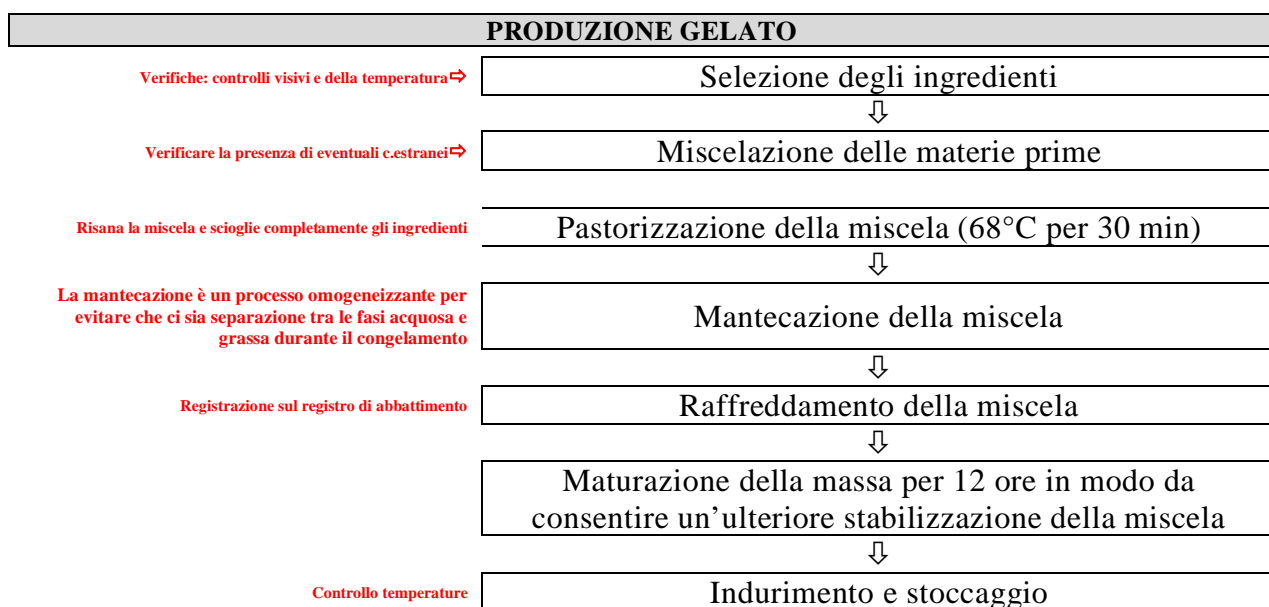 PRODUZIONE GELATO
Verifiche: controlli visivi e della temperatura⇨
Selezione degli ingredienti
⇩
Verificare la presenza di eventuali c.estranei⇨
Miscelazione delle materie prime
Risana la miscela e scioglie completamente gli ingredienti
Pastorizzazione della miscela (68°C per 30 min)
⇩
La mantecazione è un processo omogeneizzante per
evitare che ci sia separazione tra le fasi acquosa e
grassa durante il congelamento
Mantecazione della miscela
⇩
Registrazione sul registro di abbattimento
Raffreddamento della miscela
⇩
Maturazione della massa per 12 ore in modo da
consentire un’ulteriore stabilizzazione della miscela
⇩
Controllo temperature
Indurimento e stoccaggio